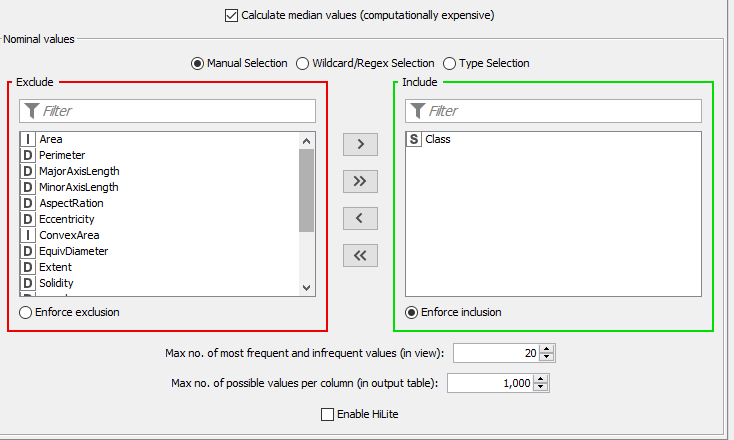 Calculate median values (computationally expensive)
Nominal values
Manual Selection Wildcard/Regex Selection Type Selection
Exclude
Filter
I Area
D Perimeter
D MajorAxisLength
D MinorAxisLength
D AspectRation
D Eccentricity
I ConvexArea
D EquivDiameter
D Extent
D Solidity
Enforce exclusion
>
>>
<
<<
Include
Filter
S Class
Enforce inclusion
Max no. of most frequent and infrequent values (in view): 20
Max no. of possible values per column (in output table): 1,000
Enable HiLite